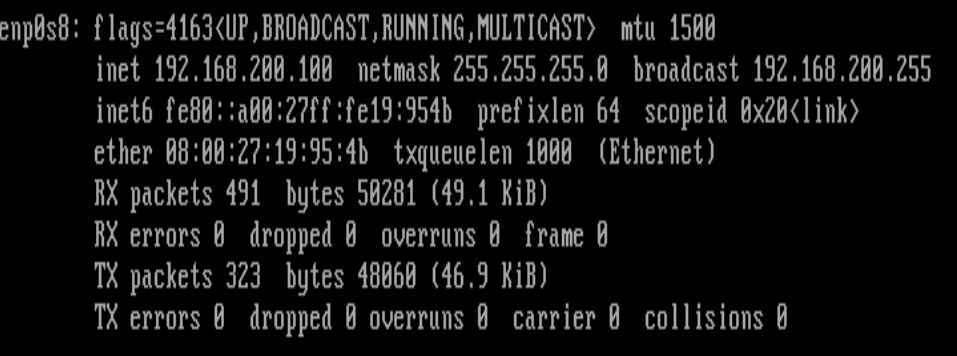 enp0s8: flags=4163<UP,BROADCAST,RUNNING,MULTICAST>  mtu 1500
        inet 192.168.200.100  netmask 255.255.255.0  broadcast 192.168.200.255
        inet6 fe80::a00:27ff:fe19:954b  prefixlen 64  scopeid 0x20<link>
        ether 08:00:27:19:95:4b  txqueuelen 1000  (Ethernet)
        RX packets 491  bytes 50281 (49.1 KiB)
        RX errors 0  dropped 0  overruns 0  frame 0
        TX packets 323  bytes 48060 (46.9 KiB)
        TX errors 0  dropped 0 overruns 0  carrier 0  collisions 0